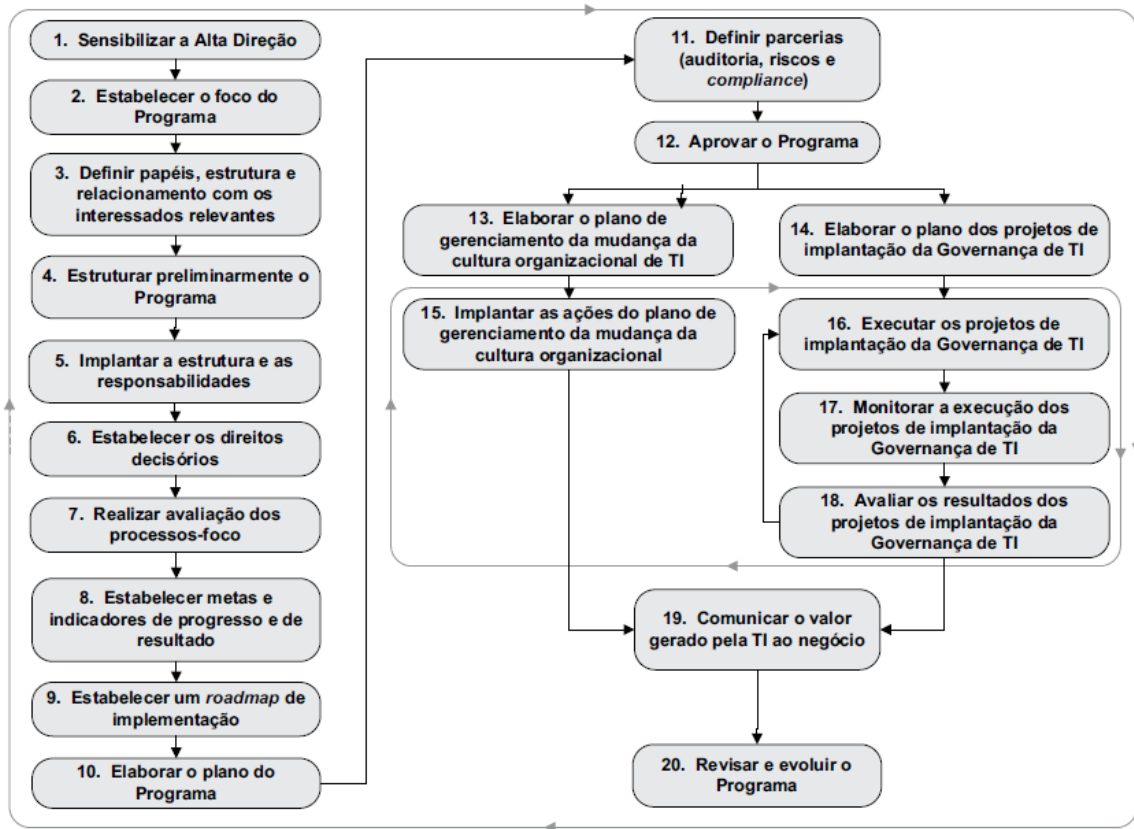 1. Sensibilizar a Alta Direção
2. Estabelecer o foco do
Programa
3. Definir papéis, estrutura e
relacionamento com os
interessados relevantes
4. Estruturar preliminarmente o
Programa
5. Implantar a estrutura e as
responsabilidades
6. Estabelecer os direitos
decisórios
7. Realizar avaliação dos
processos-foco
8. Estabelecer metas e
indicadores de progresso e de
resultado
9. Estabelecer um roadmap de
implementação
10. Elaborar o plano do
Programa
11. Definir parcerias
(auditoria, riscos e
compliance)
12. Aprovar o Programa
13. Elaborar o plano de
gerenciamento da mudança da
cultura organizacional de TI
14. Elaborar o plano dos projetos de
implantação da Governança de TI
15. Implantar as ações do plano de
gerenciamento da mudança da
cultura organizacional
16. Executar os projetos de
implantação da Governança de TI
17. Monitorar a execução dos
projetos de implantação da
Governança de TI
18. Avaliar os resultados dos
projetos de implantação da
Governança de TI
19. Comunicar o valor
gerado pela TI ao negócio
20. Revisar e evoluir o
Programa